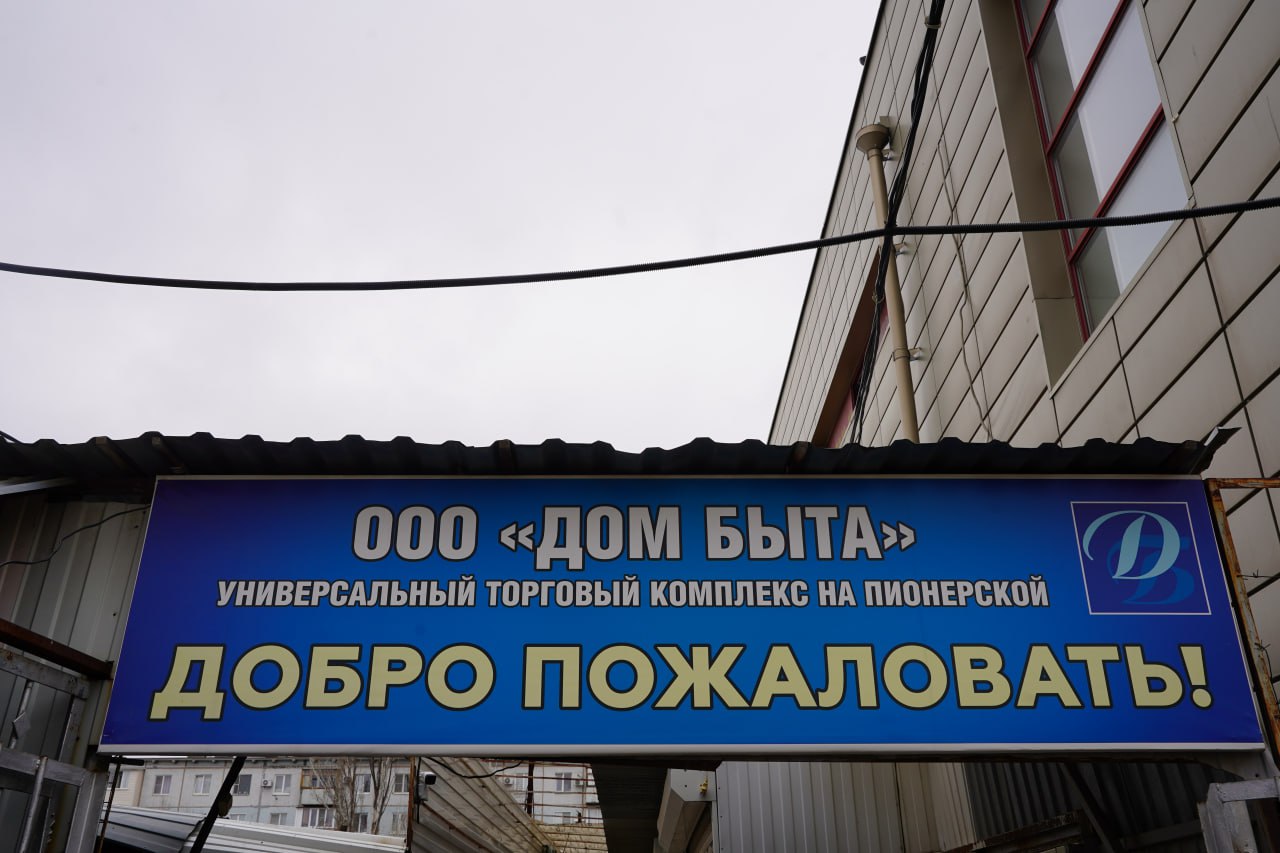 ООО «ДОМ БЫТА»
УНИВЕРСАЛЬНЫЙ ТОРГОВЫЙ КОМПЛЕКС НА ПИОНЕРСКОЙ
ДОБРО ПОЖАЛОВАТЬ!